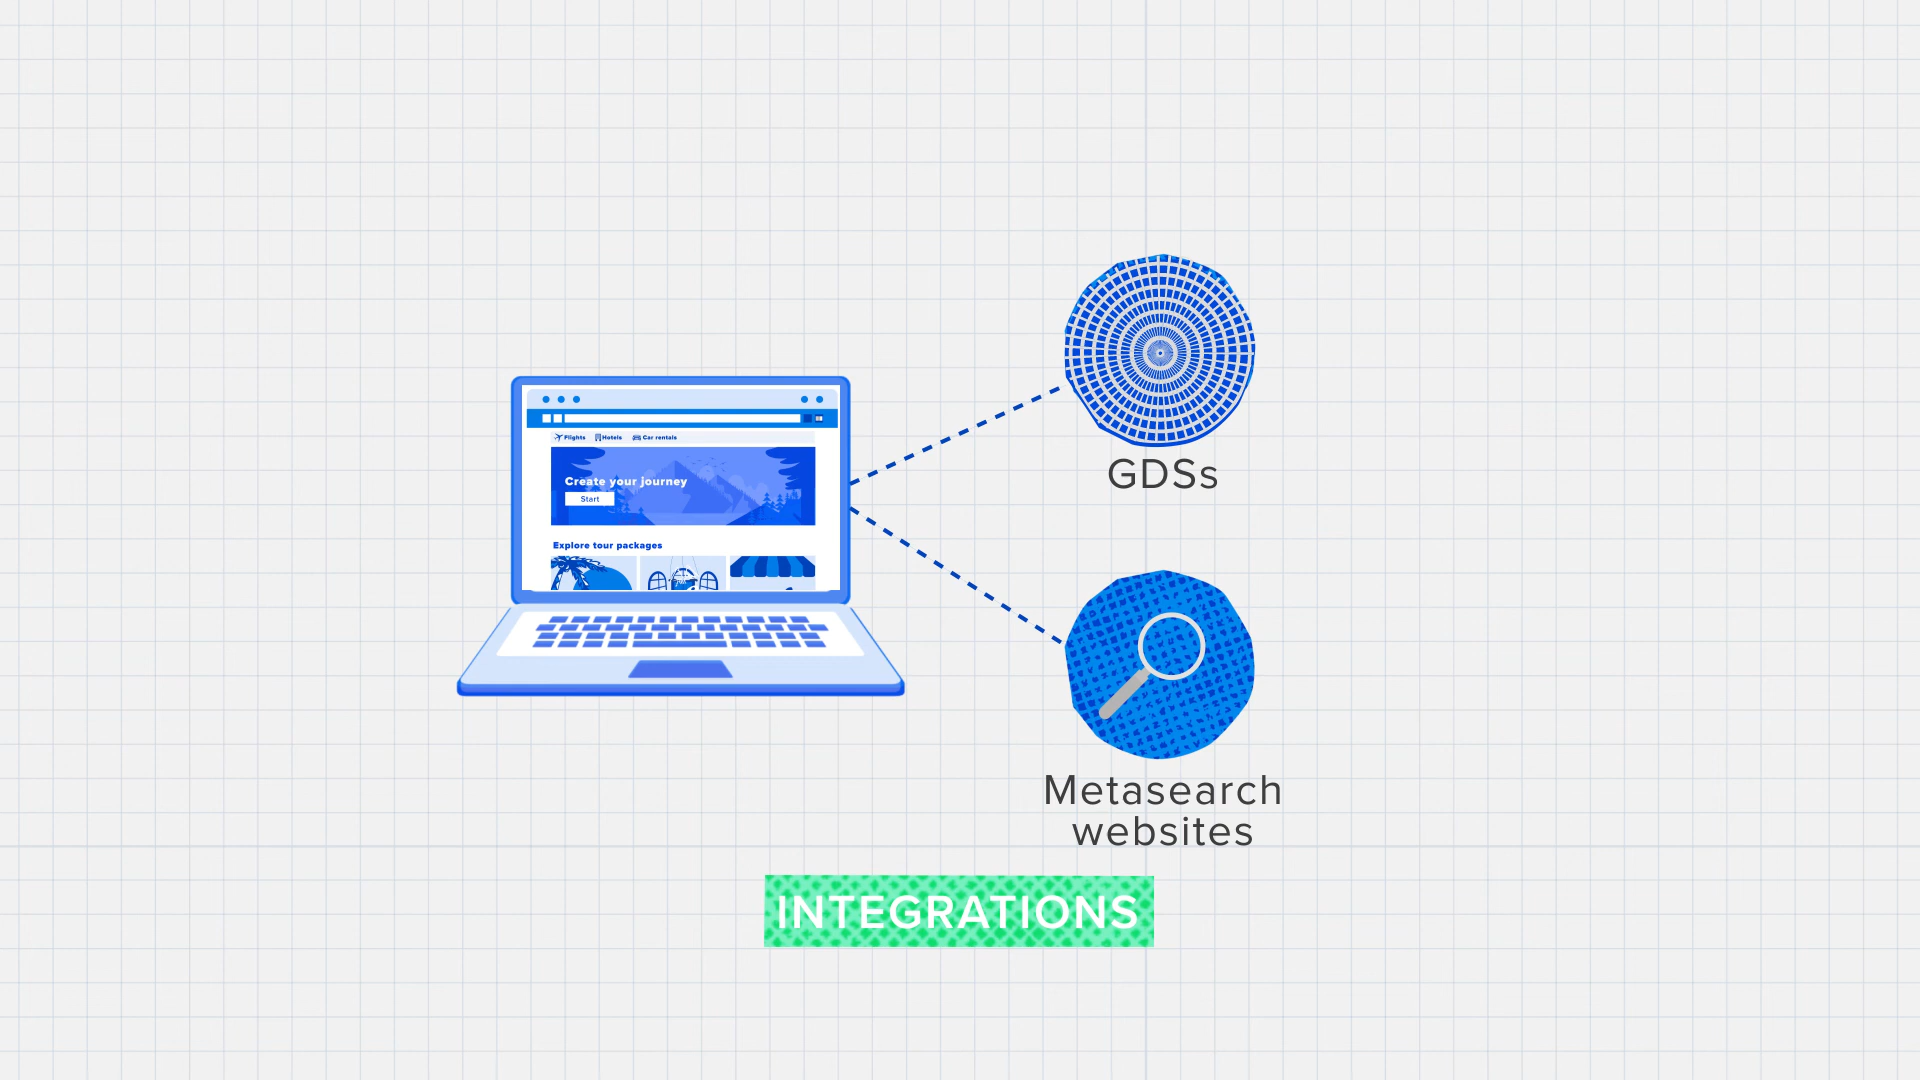 Flights Hotels Car rentals
Create your journey
Start
Explore tour packages
GDSs
Metasearch
websites
INTEGRATIONS